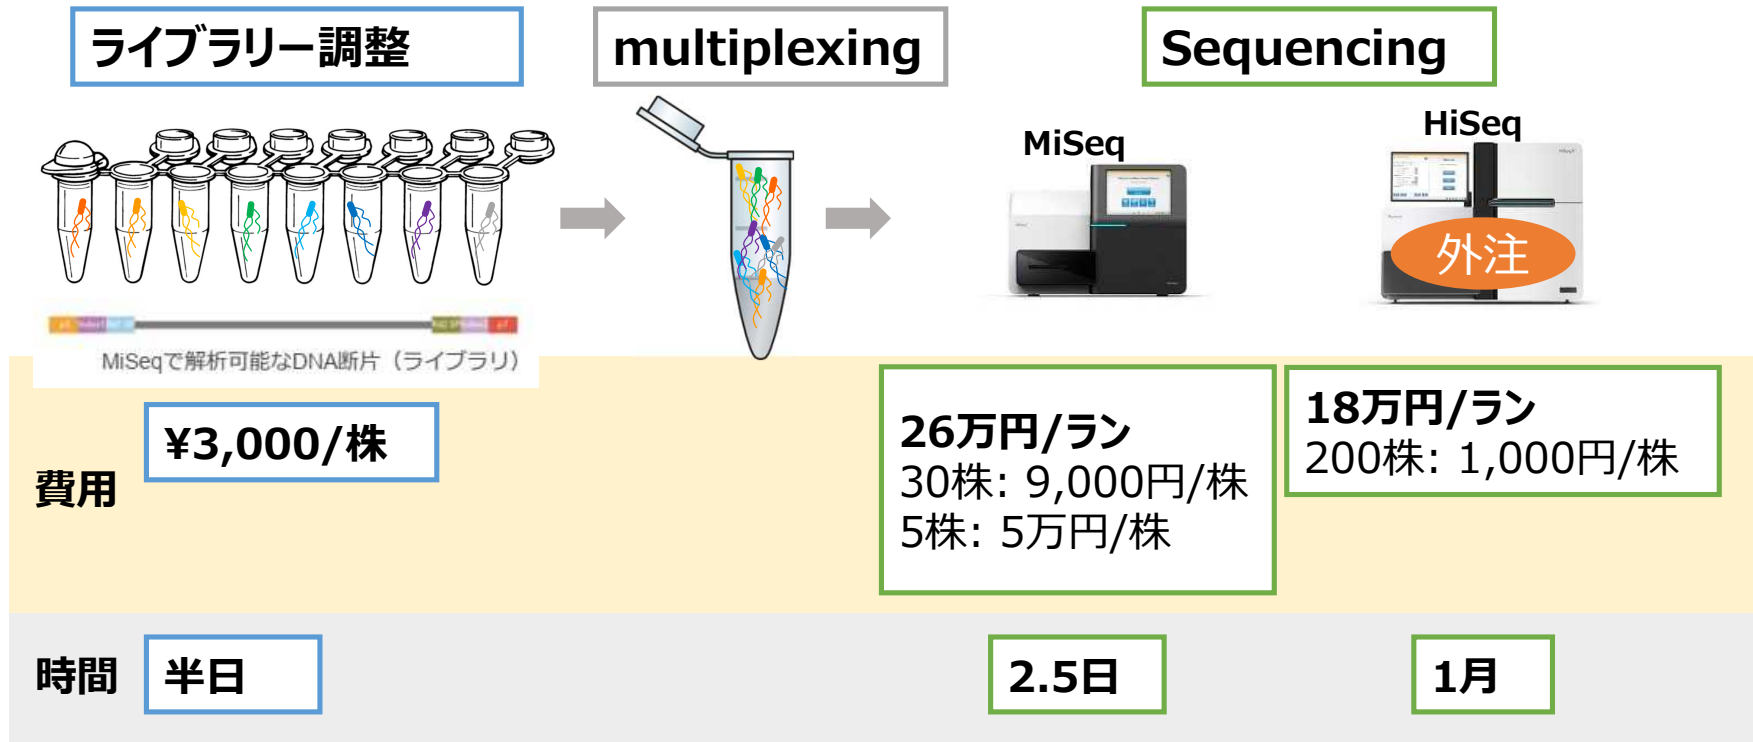 ライブラリー調整
multiplexing
Sequencing
MiSeq
HiSeq
外注
MiSeqで解析可能なDNA断片（ライブラリ）
費用
¥3,000/株
26万円/ラン
30株: 9,000円/株
5株: 5万円/株
18万円/ラン
200株: 1,000円/株
時間
半日
2.5日
1月